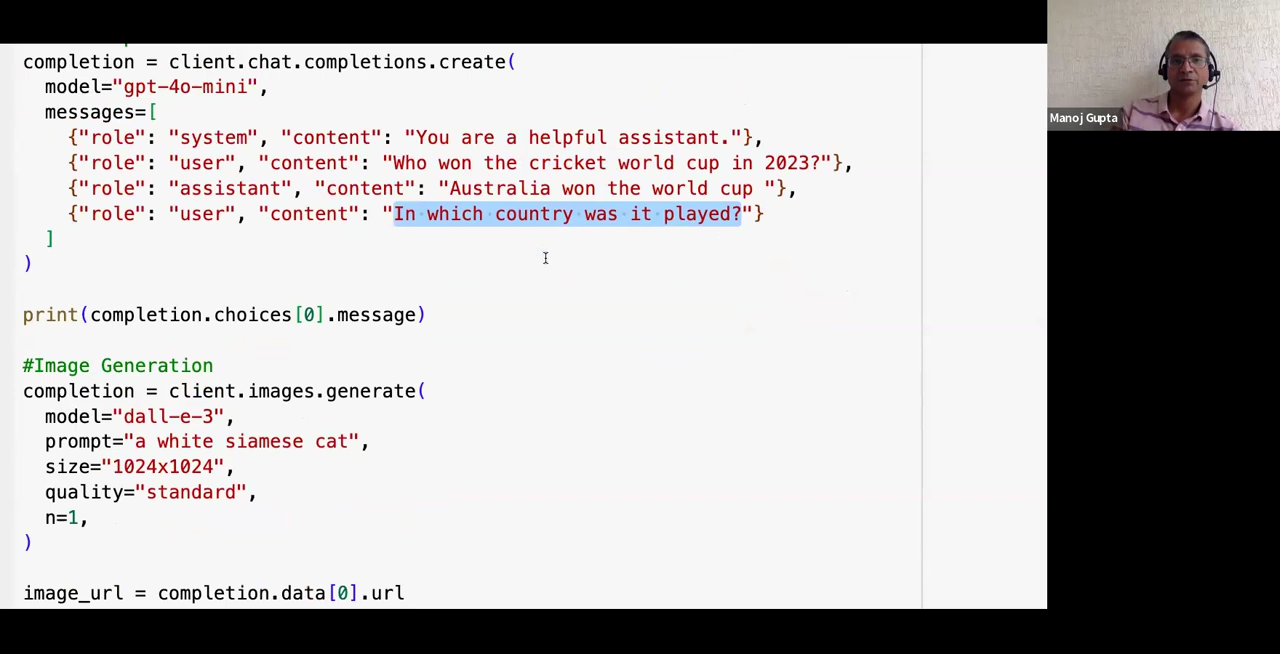 completion = client.chat.completions.create(
model="gpt-4o-mini",
messages=[
{"role": "system", "content": "You are a helpful assistant."},
{"role": "user", "content": "Who won the cricket world cup in 2023?"},
{"role": "assistant", "content": "Australia won the world cup "},
{"role": "user", "content": "In which country was it played?"}
]
)
print(completion.choices[0].message)
#Image Generation
completion = client.images.generate(
model="dall-e-3",
prompt="a white siamese cat",
size="1024x1024",
quality="standard",
n=1,
)
image_url = completion.data[0].url
Manoj Gupta